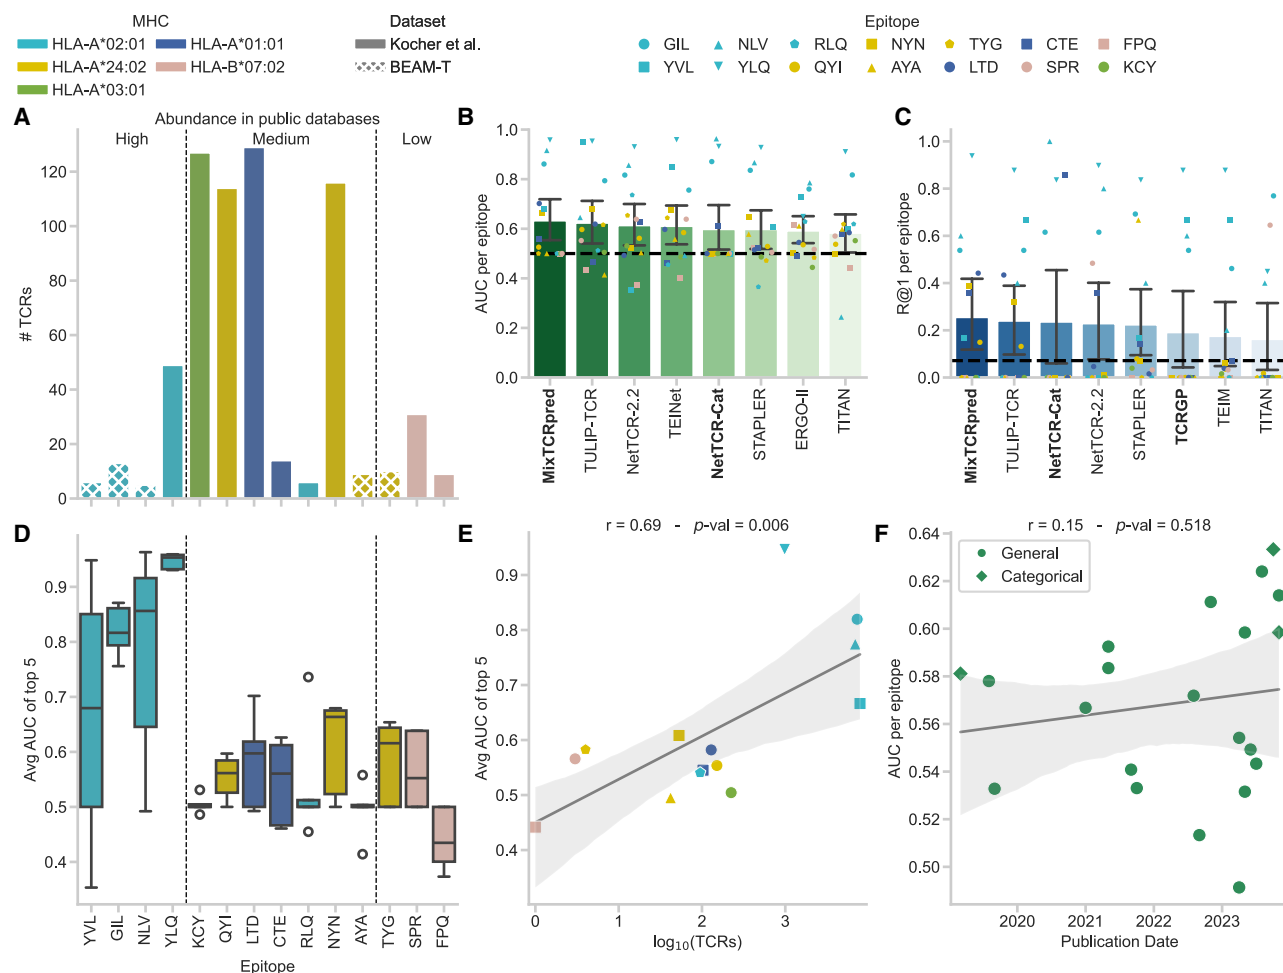 MHC
HLA-A*02:01
HLA-A*24:02
HLA-A*03:01
HLA-A*01:01
HLA-B*07:02
Dataset
Kocher et al.
BEAM-T
Epitope
GIL
YVL
NLV
YLQ
RLQ
QYI
NYN
AYA
TYG
LTD
CTE
SPR
FPQ
KCY
A
Abundance in public databases
High
Medium
Low
# TCRs
120
100
80
60
40
20
0
B
AUC per epitope
1.0
0.8
0.6
0.4
0.2
0.0
MixTCRpred
TULIP-TCR
NetTCR-2.2
TEINet
NetTCR-Cat
STAPLER
ERGO-II
TITAN
C
R@1 per epitope
1.0
0.8
0.6
0.4
0.2
0.0
MixTCRpred
TULIP-TCR
NetTCR-Cat
NetTCR-2.2
STAPLER
TCRGP
TEIM
TITAN
D
Avg AUC of top 5
0.9
0.8
0.7
0.6
0.5
0.4
YVL
GIL
NLV
YLQ
KCY
QYI
LTD
CTE
RLQ
NYN
AYA
TYG
SPR
FPQ
Epitope
E
r = 0.69 - p-val = 0.006
Avg AUC of top 5
0.9
0.8
0.7
0.6
0.5
0.4
0
1
2
3
log10(TCRs)
F
r = 0.15 - p-val = 0.518
General
Categorical
AUC per epitope
0.64
0.62
0.60
0.58
0.56
0.54
0.52
0.50
2020
2021
2022
2023
Publication Date